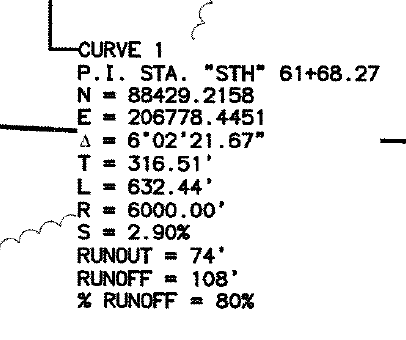 CURVE 1
P.I. STA. "STH" 61+68.27
N = 88429.2158
E = 206778.4451
Δ = 6°02'21.67"
T = 316.51'
L = 632.44'
R = 6000.00'
S = 2.90%
RUNOUT = 74'
RUNOFF = 108'
% RUNOFF = 80%